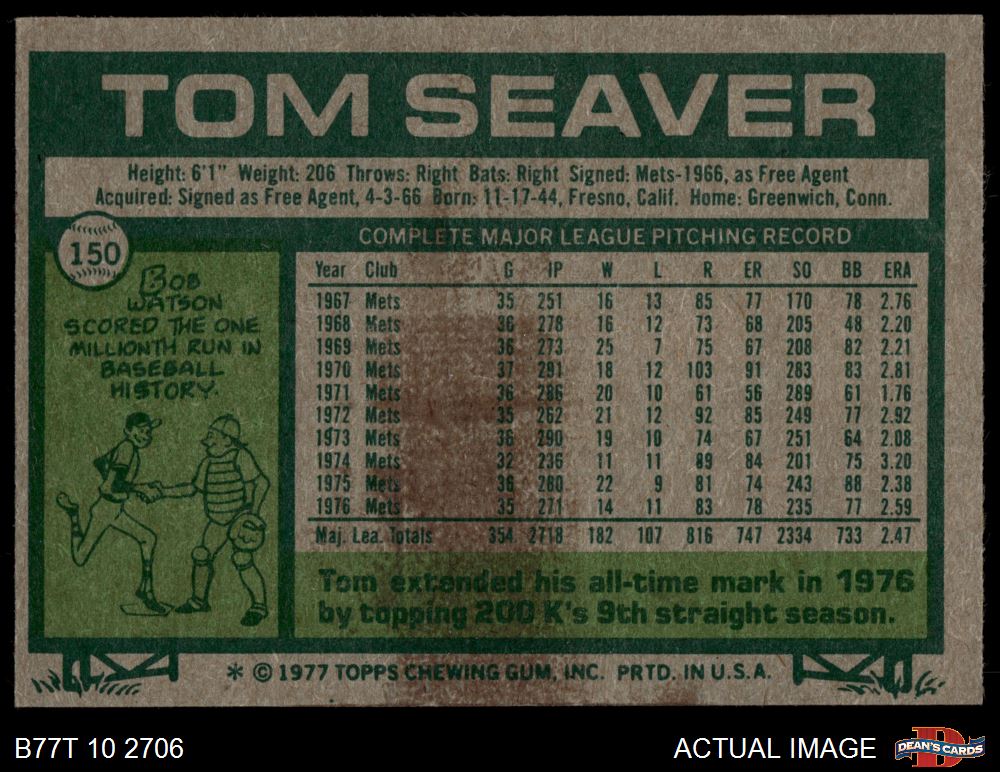 TOM SEAVER
Height: 6'1" Weight: 206 Throws: Right Bats: Right Signed: Mets-1966, as Free Agent
Acquired: Signed as Free Agent, 4-3-66 Born: 11-17-44, Fresno, Calif. Home: Greenwich, Conn.
150
BOB
WATSON
SCORED THE ONE
MILLIONTH RUN IN
BASEBALL
HISTORY.
COMPLETE MAJOR LEAGUE PITCHING RECORD
Year Club G IP W L R ER SO BB ERA
1967 Mets 35 251 16 13 85 77 170 78 2.76
1968 Mets 36 278 16 12 73 68 205 48 2.20
1969 Mets 36 273 25 7 75 67 208 82 2.21
1970 Mets 37 291 18 12 103 91 283 83 2.81
1971 Mets 36 286 20 10 61 56 289 61 1.76
1972 Mets 35 262 21 12 92 85 249 77 2.92
1973 Mets 36 290 19 10 74 67 251 64 2.08
1974 Mets 32 236 11 11 89 84 201 75 3.20
1975 Mets 36 280 22 9 81 74 243 88 2.38
1976 Mets 35 271 14 11 83 78 235 77 2.59
Maj. Lea. Totals 354 2718 182 107 816 747 2334 733 2.47
Tom extended his all-time mark in 1976
by topping 200 K's 9th straight season.
* © 1977 TOPPS CHEWING GUM, INC. PRTD. IN U.S.A.
B77T 10 2706
ACTUAL IMAGE
D
DEAN'S CARDS